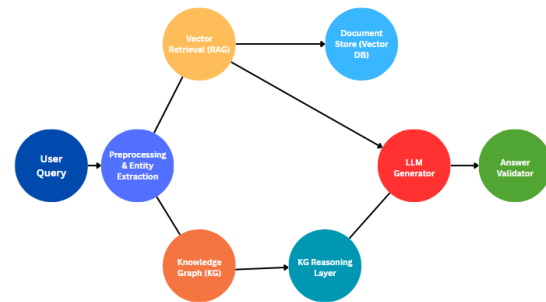 Vector
Retrieval (RAG)
Document
Store (Vector
DB)
User
Query
Preprocessing
& Entity
Extraction
LLM
Generator
Answer
Validator
Knowledge
Graph (KG)
KG Reasoning
Layer